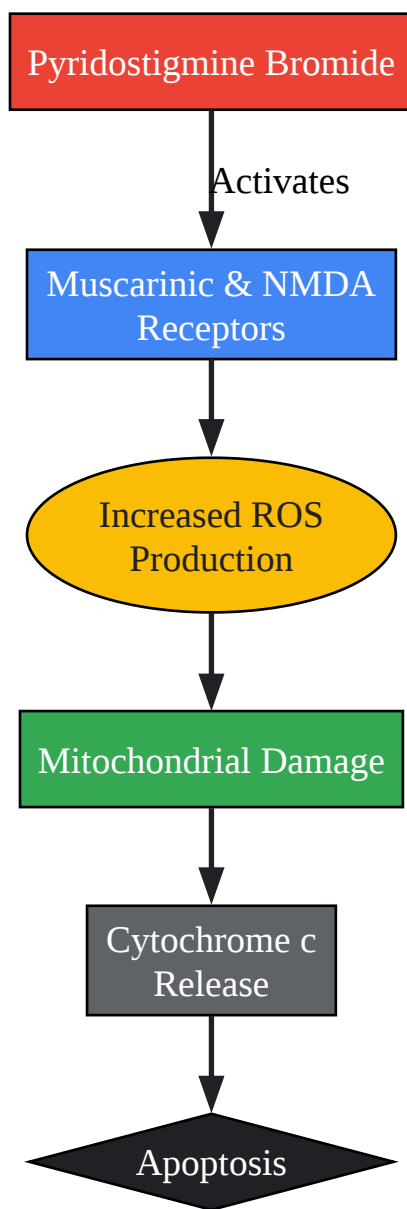 Pyridostigmine Bromide
Activates
Muscarinic & NMDA
Receptors
Increased ROS
Production
Mitochondrial Damage
Cytochrome c
Release
Apoptosis